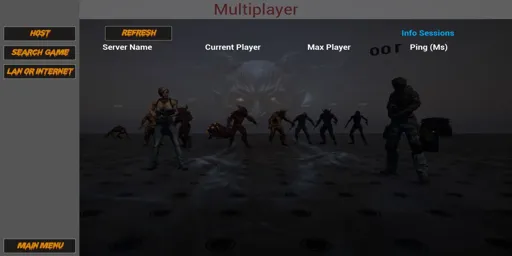 Multiplayer
HOST
REFRESH
Info Sessions
Server Name
Current Player
Max Player
Ping (Ms)
SEARCH GAME
oor
LAN OR INTERNET
MAIN MENU